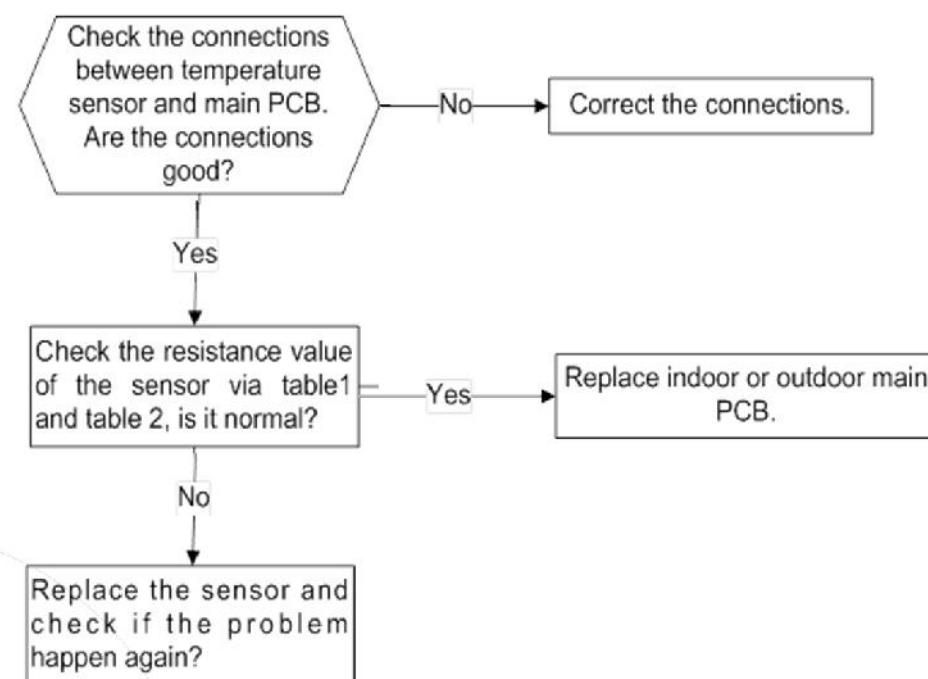 Check the connections
between temperature
sensor and main PCB.
Are the connections
good?
No
Correct the connections.
Yes
Check the resistance value
of the sensor via table1
and table 2, is it normal?
Yes
Replace indoor or outdoor main
PCB.
No
Replace the sensor and
check if the problem
happen again?